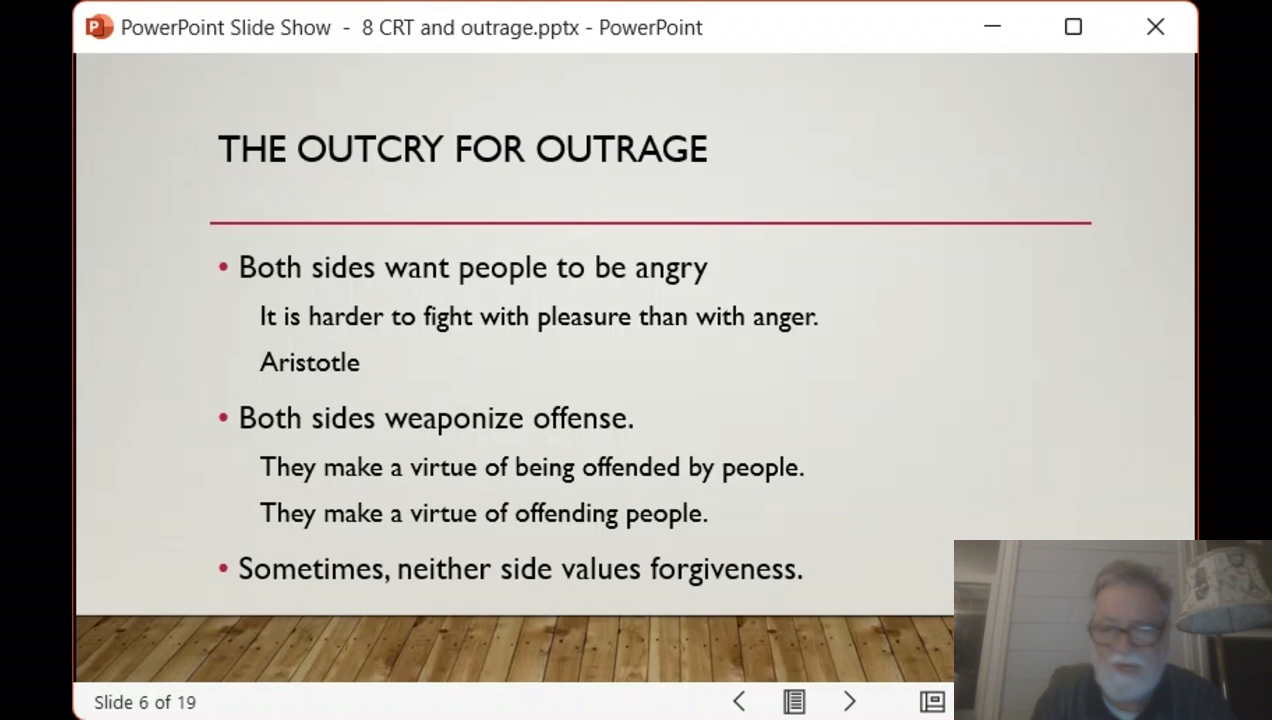 PowerPoint Slide Show - 8 CRT and outrage.pptx - PowerPoint
THE OUTCRY FOR OUTRAGE
• Both sides want people to be angry
It is harder to fight with pleasure than with anger.
Aristotle
• Both sides weaponize offense.
They make a virtue of being offended by people.
They make a virtue of offending people.
• Sometimes, neither side values forgiveness.
Slide 6 of 19